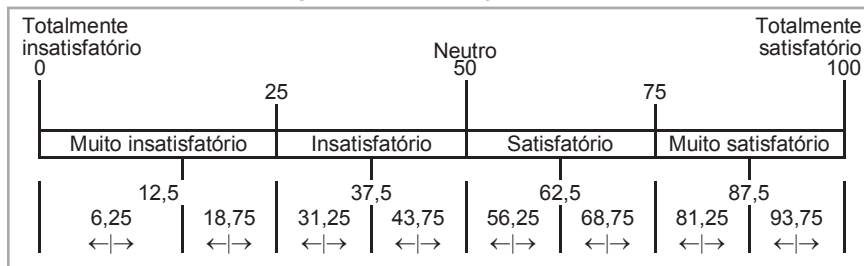 Totalmente insatisfatório 0
Neutro 50
Totalmente satisfatório 100
25 75
Muito insatisfatório Insatisfatório Satisfatório Muito satisfatório
12,5 37,5 62,5 87,5
6,25 18,75 31,25 43,75 56,25 68,75 81,25 93,75
←|→ ←|→ ←|→ ←|→ ←|→ ←|→ ←|→ ←|→